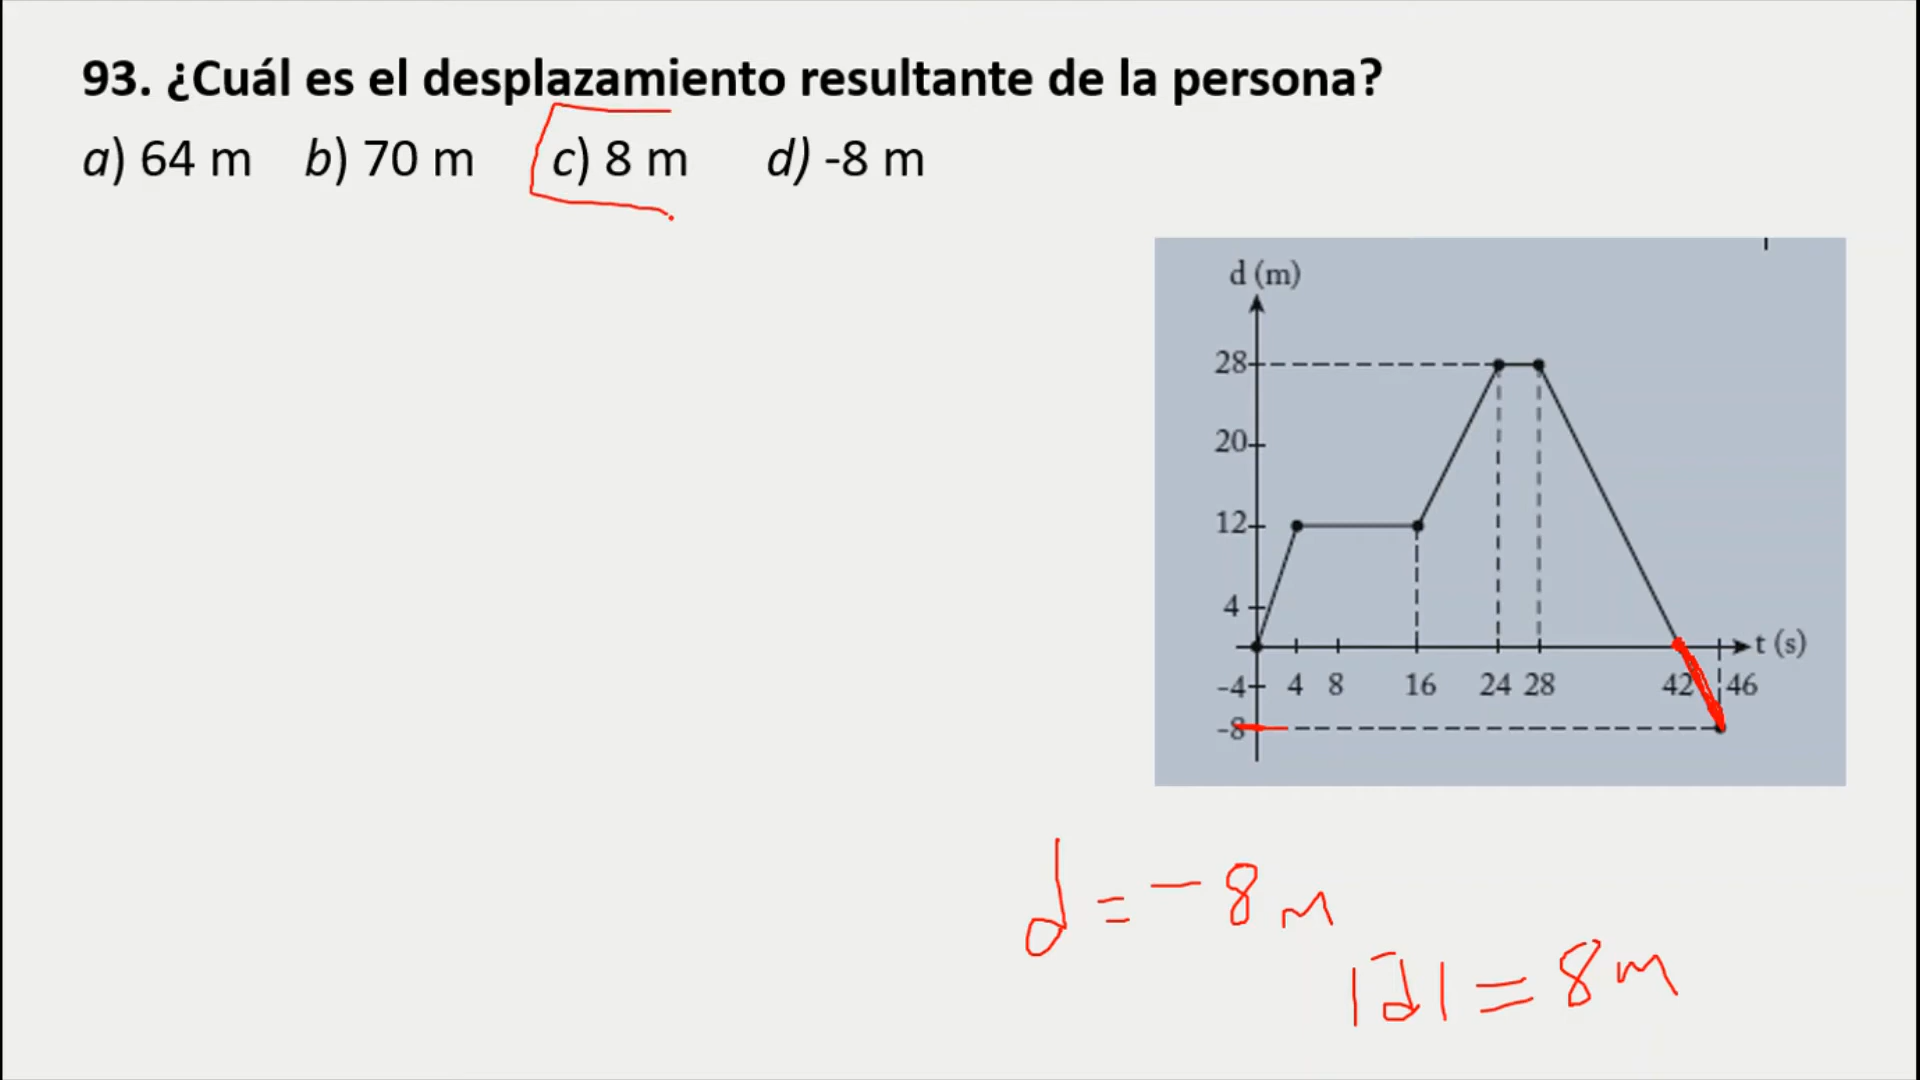 93. ¿Cuál es el desplazamiento resultante de la persona?
a) 64 m b) 70 m c) 8 m d) -8 m
d (m)
28
20
12
4
t (s)
-4 4 8 16 24 28 42 46
-8
d = - 8 m
|d| = 8 m